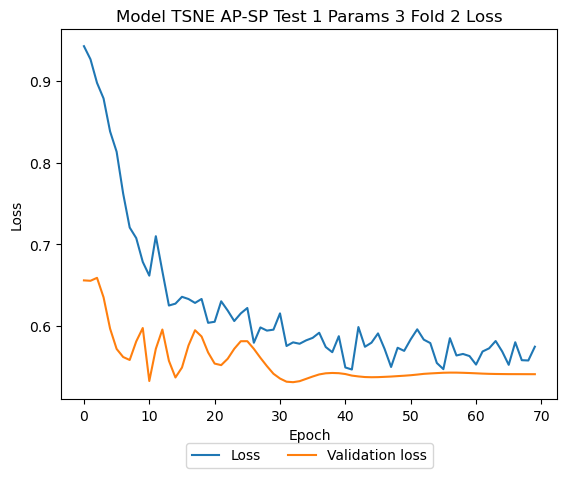 Model TSNE AP-SP Test 1 Params 3 Fold 2 Loss
0.9
0.8
0.7
0.6
Loss
0 10 20 30 40 50 60 70
Epoch
Loss Validation loss